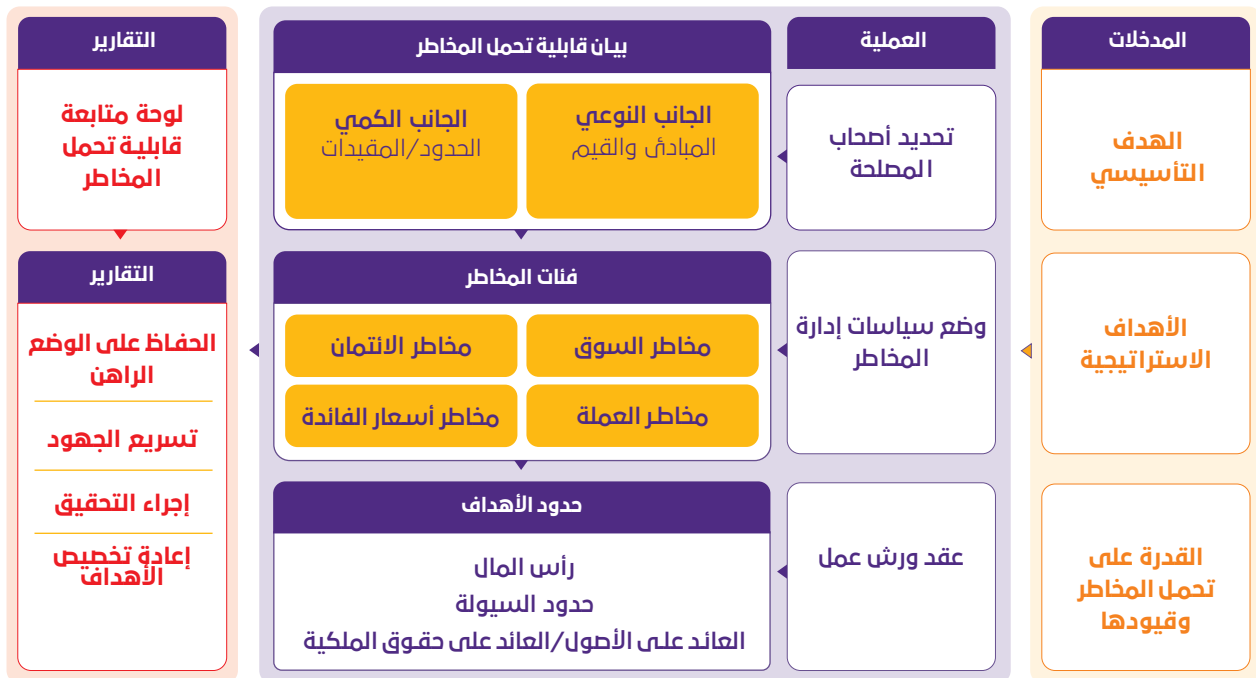 المدخلات
الهدف
التأسيسي
الأهداف
الاستراتيجية
القدرة على
تحمل المخاطر
وقيودها
العملية
تحديد أصحاب
المصلحة
وضع سياسات إدارة
المخاطر
عقد ورش عمل
بيان قابلية تحمل المخاطر
الجانب النوعي
المبادئ والقيم
الجانب الكمي
الحدود/المقيدات
فئات المخاطر
مخاطر السوق
مخاطر الائتمان
مخاطر العملة
مخاطر أسعار الفائدة
حدود الأهداف
رأس المال
حدود السيولة
العائد على الأصول/العائد على حقوق الملكية
التقارير
لوحة متابعة
قابلية تحمل
المخاطر
التقارير
الحفاظ على الوضع
الراهن
تسريع الجهود
إجراء التحقيق
إعادة تخصيص
الأهداف